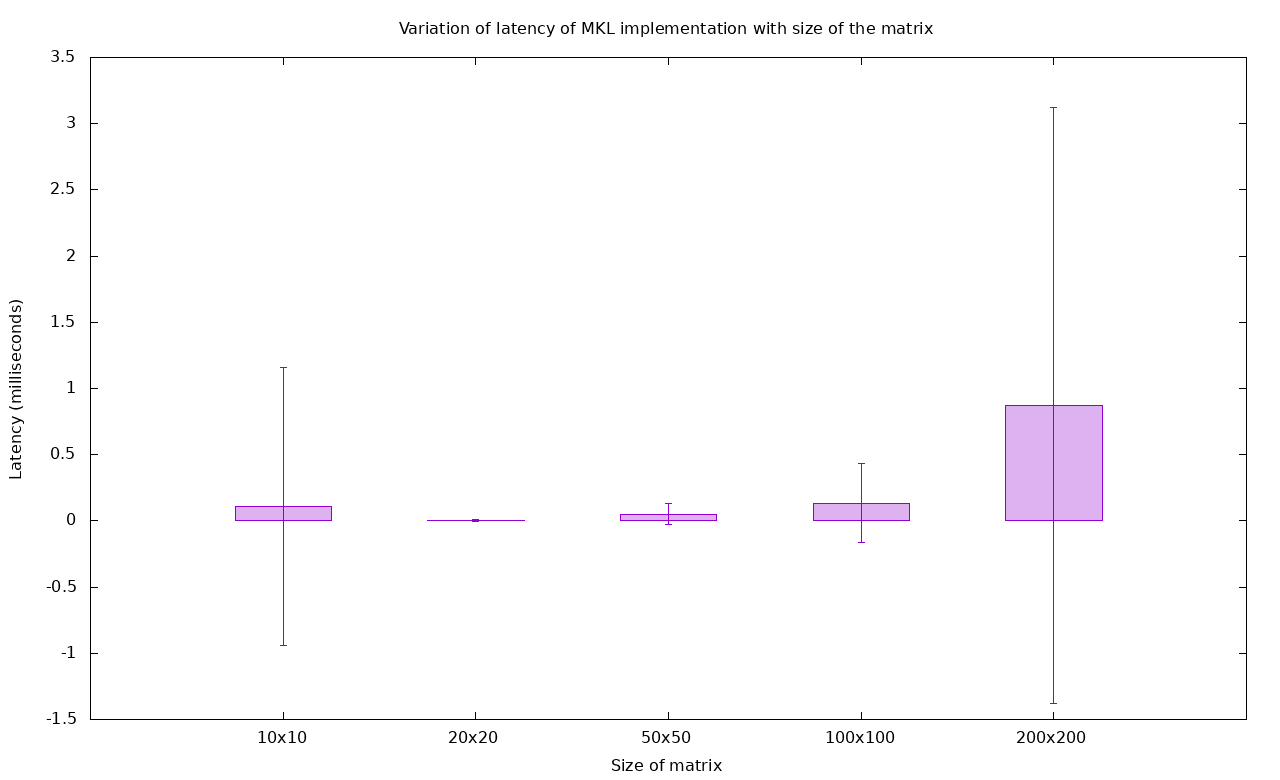 Variation of latency of MKL implementation with size of the matrix
3.5
3
2.5
2
1.5
1
0.5
0
-0.5
-1
-1.5
Latency (milliseconds)
10x10 20x20 50x50 100x100 200x200
Size of matrix